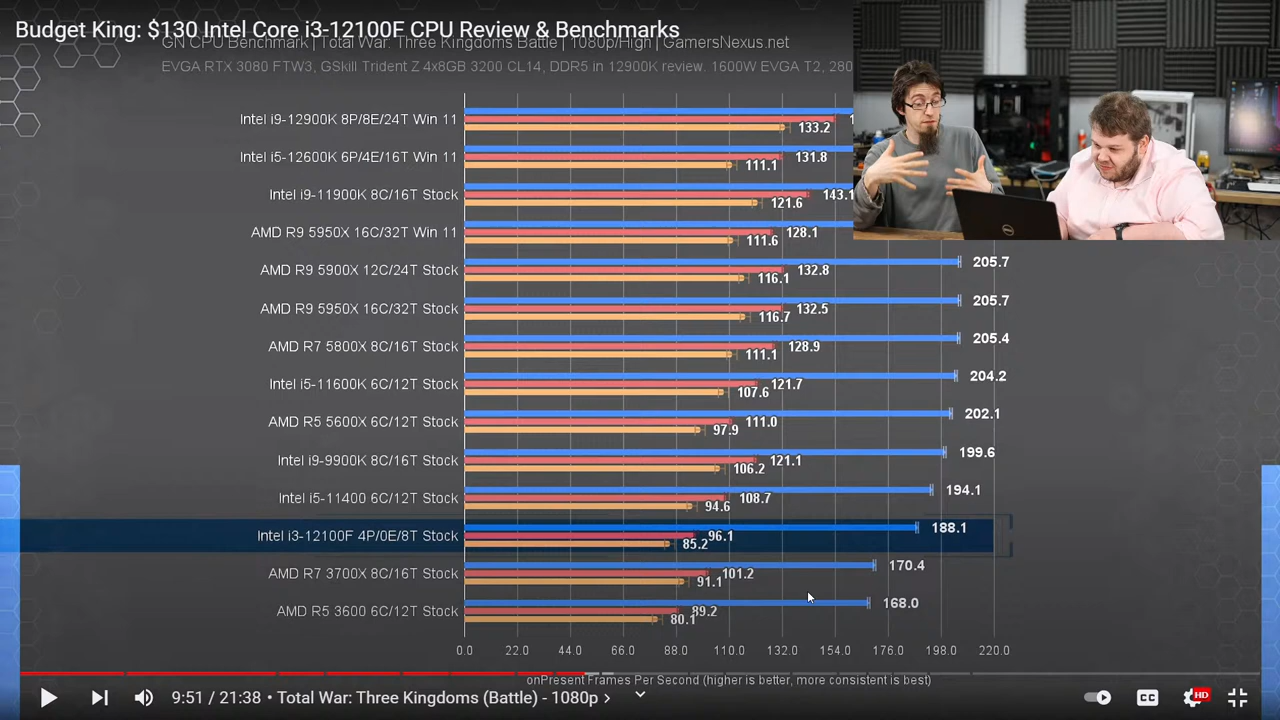 Budget King: $130 Intel Core i3-12100F CPU Review & Benchmarks
GN CPU Benchmark | Total War: Three Kingdoms Battle | 1080p/High | GamersNexus.net
EVGA RTX 3080 FTW3, GSkill Trident Z 4x8GB 3200 CL14, DDR5 in 12900K review. 1600W EVGA T2, 280
Intel i9-12900K 8P/8E/24T Win 11
133.2
Intel i5-12600K 6P/4E/16T Win 11
131.8
111.1
Intel i9-11900K 8C/16T Stock
143.1
121.6
AMD R9 5950X 16C/32T Win 11
128.1
111.6
AMD R9 5900X 12C/24T Stock
205.7
132.8
116.1
AMD R9 5950X 16C/32T Stock
205.7
132.5
116.7
AMD R7 5800X 8C/16T Stock
205.4
128.9
111.1
Intel i5-11600K 6C/12T Stock
204.2
121.7
107.6
AMD R5 5600X 6C/12T Stock
202.1
111.0
97.9
Intel i9-9900K 8C/16T Stock
199.6
121.1
106.2
Intel i5-11400 6C/12T Stock
194.1
108.7
94.6
Intel i3-12100F 4P/0E/8T Stock
188.1
96.1
85.2
AMD R7 3700X 8C/16T Stock
170.4
101.2
91.1
AMD R5 3600 6C/12T Stock
168.0
89.2
80.1
0.0 22.0 44.0 66.0 88.0 110.0 132.0 154.0 176.0 198.0 220.0
onPresent Frames Per Second (higher is better, more consistent is best)
9:51 / 21:38 • Total War: Three Kingdoms (Battle) - 1080p
CC
HD